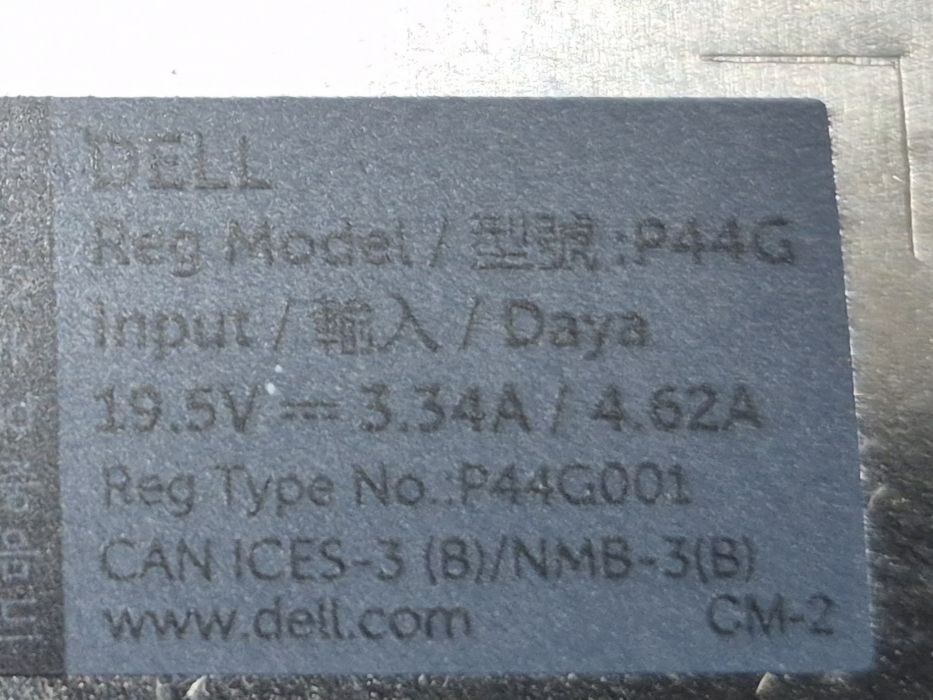 DELL
Reg Model / 型號 :P44G
Input / 輸入 / Daya
19.5V ⎓ 3.34A / 4.62A
Reg Type No.:P44G001
CAN ICES-3 (B)/NMB-3(B)
www.dell.com CM-2